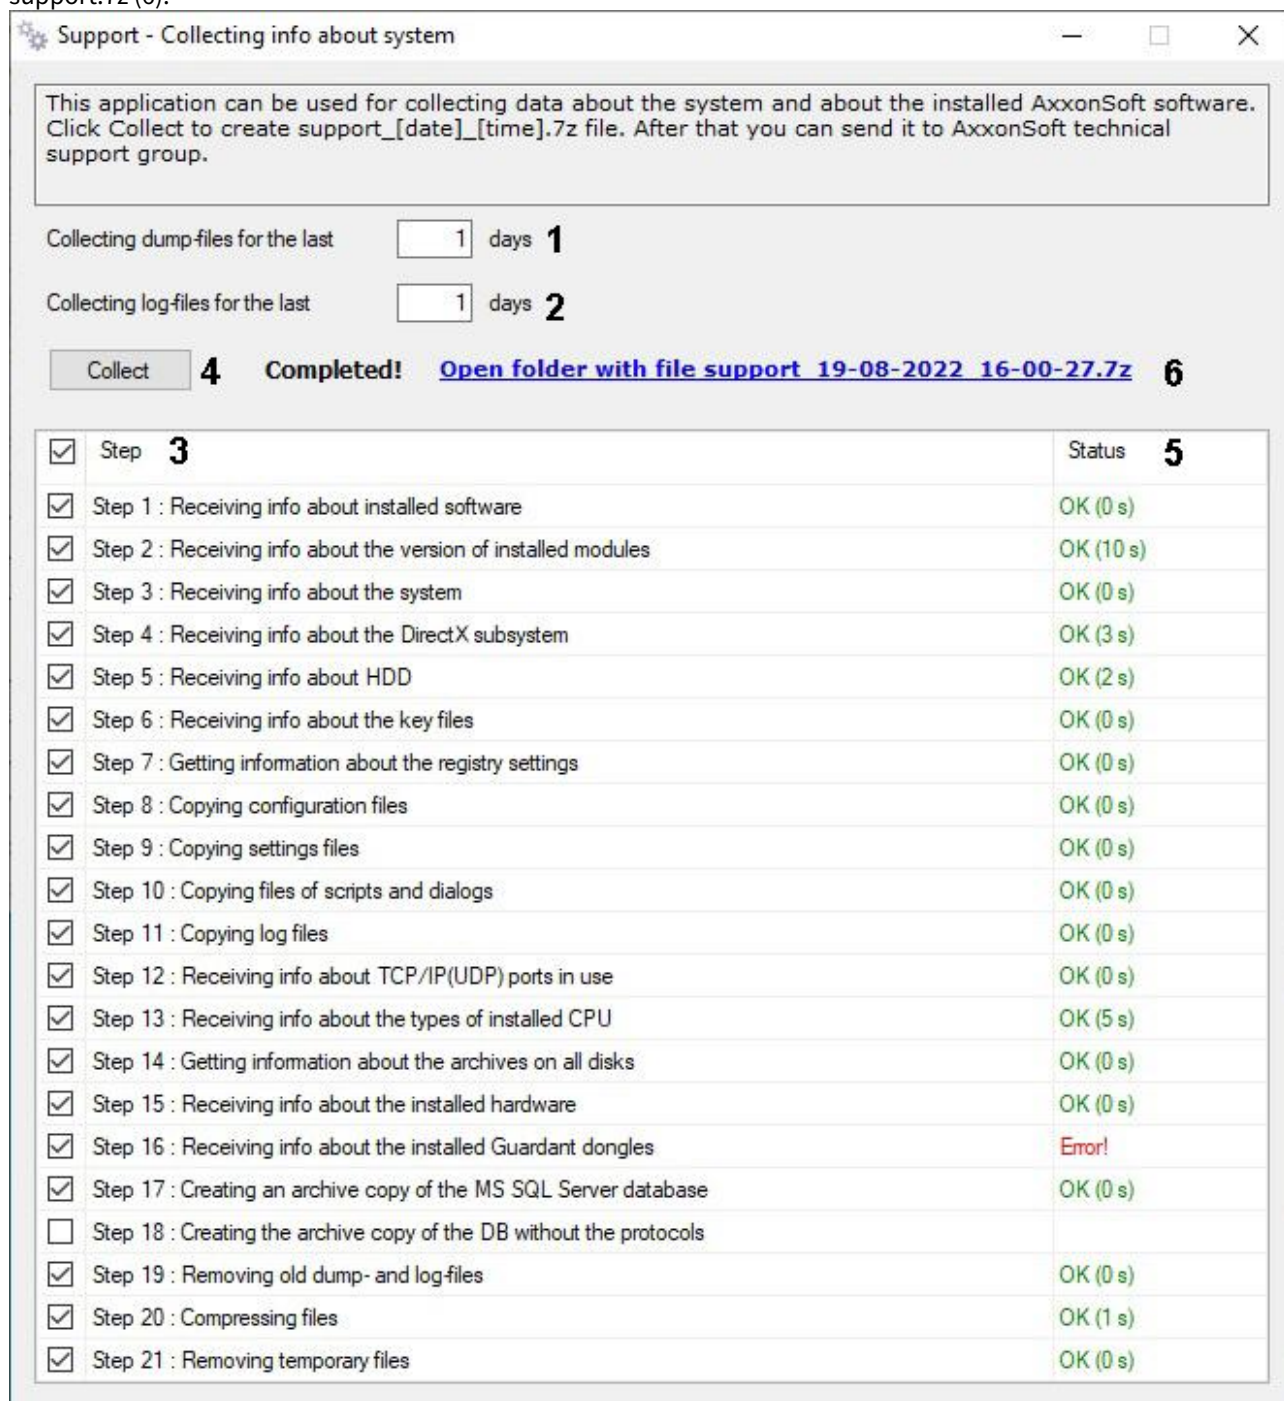 support.7z (6).
Support - Collecting info about system
This application can be used for collecting data about the system and about the installed AxxonSoft software.
Click Collect to create support_[date]_[time].7z file. After that you can send it to AxxonSoft technical
support group.
Collecting dump-files for the last 1 days 1
Collecting log-files for the last 1 days 2
Collect 4 Completed! Open folder with file support_19-08-2022_16-00-27.7z 6
Step 3 Status 5
Step 1 : Receiving info about installed software OK (0 s)
Step 2 : Receiving info about the version of installed modules OK (10 s)
Step 3 : Receiving info about the system OK (0 s)
Step 4 : Receiving info about the DirectX subsystem OK (3 s)
Step 5 : Receiving info about HDD OK (2 s)
Step 6 : Receiving info about the key files OK (0 s)
Step 7 : Getting information about the registry settings OK (0 s)
Step 8 : Copying configuration files OK (0 s)
Step 9 : Copying settings files OK (0 s)
Step 10 : Copying files of scripts and dialogs OK (0 s)
Step 11 : Copying log files OK (0 s)
Step 12 : Receiving info about TCP/IP(UDP) ports in use OK (0 s)
Step 13 : Receiving info about the types of installed CPU OK (5 s)
Step 14 : Getting information about the archives on all disks OK (0 s)
Step 15 : Receiving info about the installed hardware OK (0 s)
Step 16 : Receiving info about the installed Guardant dongles Error!
Step 17 : Creating an archive copy of the MS SQL Server database OK (0 s)
Step 18 : Creating the archive copy of the DB without the protocols
Step 19 : Removing old dump- and log-files OK (0 s)
Step 20 : Compressing files OK (1 s)
Step 21 : Removing temporary files OK (0 s)